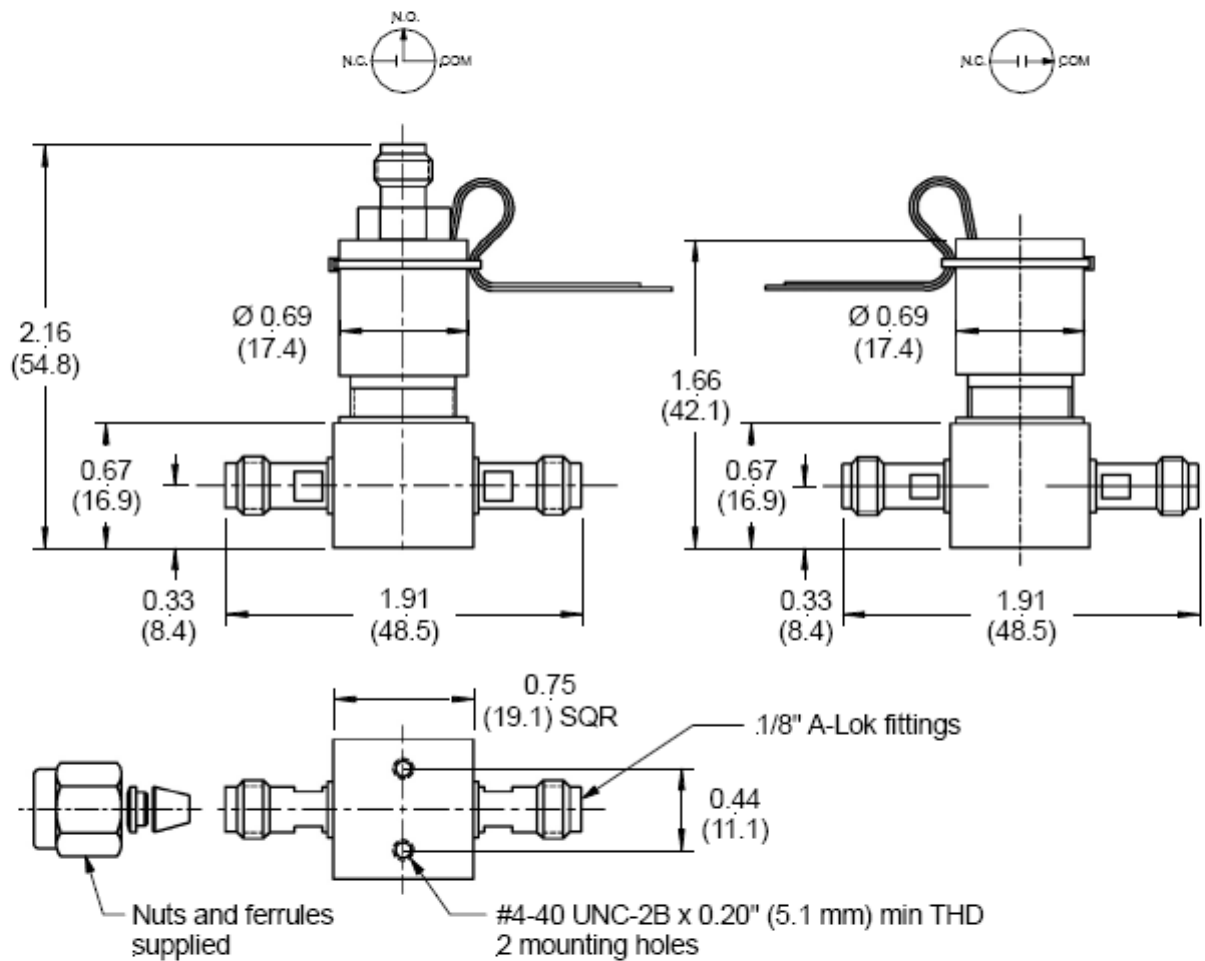 N.O.
N.C.
COM
N.C.
COM
2.16
(54.8)
Ø 0.69
(17.4)
0.67
(16.9)
0.33
(8.4)
1.91
(48.5)
1.66
(42.1)
Ø 0.69
(17.4)
0.67
(16.9)
0.33
(8.4)
1.91
(48.5)
0.75
(19.1) SQR
1/8" A-Lok fittings
0.44
(11.1)
Nuts and ferrules
supplied
#4-40 UNC-2B x 0.20" (5.1 mm) min THD
2 mounting holes